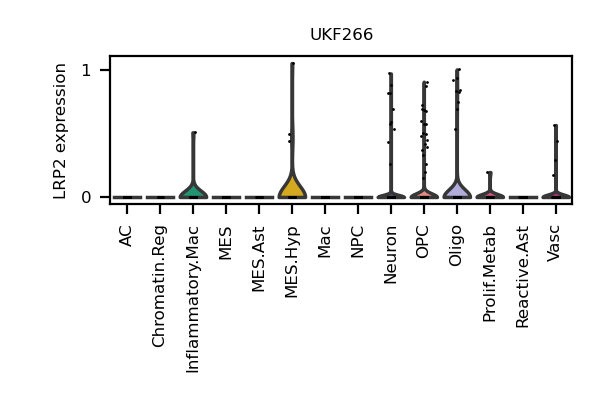 UKF266
LRP2 expression
1
0
AC
Chromatin.Reg
Inflammatory.Mac
MES
MES.Ast
MES.Hyp
Mac
NPC
Neuron
OPC
Oligo
Prolif.Metab
Reactive.Ast
Vasc